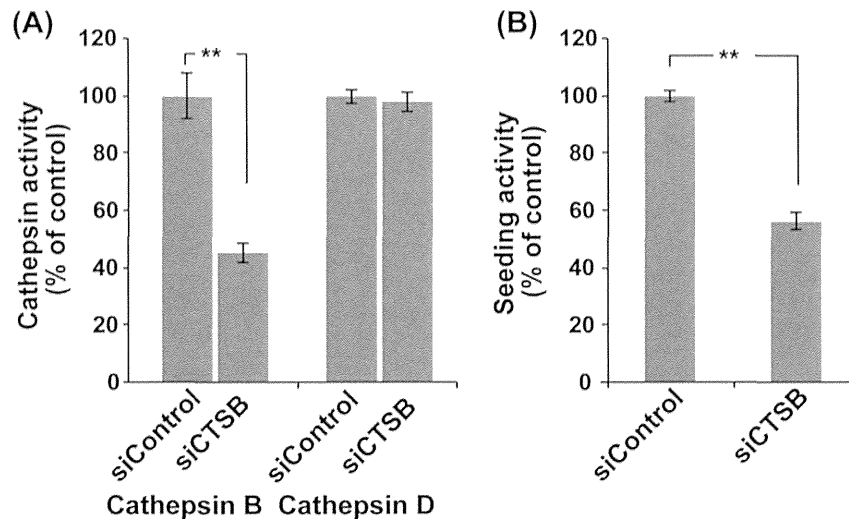 (A)
Cathepsin activity
(% of control)
120
100
80
60
40
20
0
**
siControl
siCTSB
siControl
siCTSB
Cathepsin B
Cathepsin D
(B)
Seeding activity
(% of control)
120
100
80
60
40
20
0
**
siControl
siCTSB